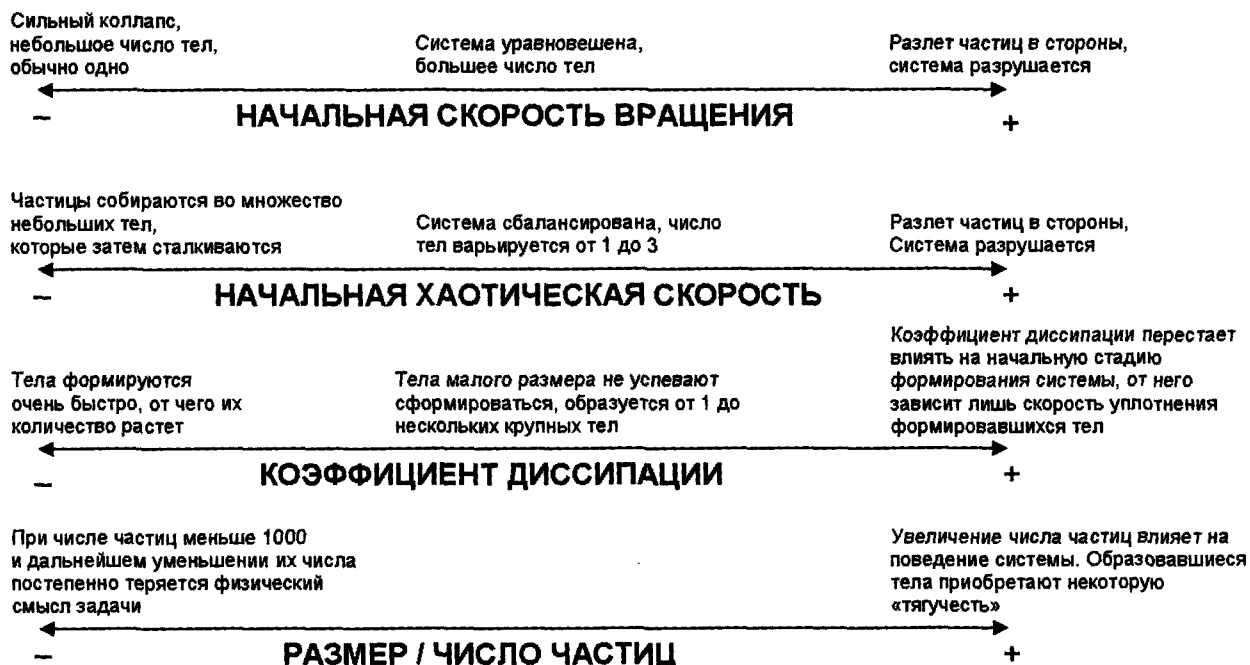 Сильный коллапс,
небольшое число тел,
обычно одно
Система уравновешена,
большее число тел
Разлет частиц в стороны,
система разрушается
– НАЧАЛЬНАЯ СКОРОСТЬ ВРАЩЕНИЯ +
Частицы собираются во множество
небольших тел,
которые затем сталкиваются
Система сбалансирована, число
тел варьируется от 1 до 3
Разлет частиц в стороны,
Система разрушается
– НАЧАЛЬНАЯ ХАОТИЧЕСКАЯ СКОРОСТЬ +
Тела формируются
очень быстро, от чего их
количество растет
Тела малого размера не успевают
сформироваться, образуется от 1 до
нескольких крупных тел
Коэффициент диссипации перестает
влиять на начальную стадию
формирования системы, от него
зависит лишь скорость уплотнения
формировавшихся тел
– КОЭФФИЦИЕНТ ДИССИПАЦИИ +
При числе частиц меньше 1000
и дальнейшем уменьшении их числа
постепенно теряется физический
смысл задачи
Увеличение числа частиц влияет на
поведение системы. Образовавшиеся
тела приобретают некоторую
«тягучесть»
– РАЗМЕР / ЧИСЛО ЧАСТИЦ +